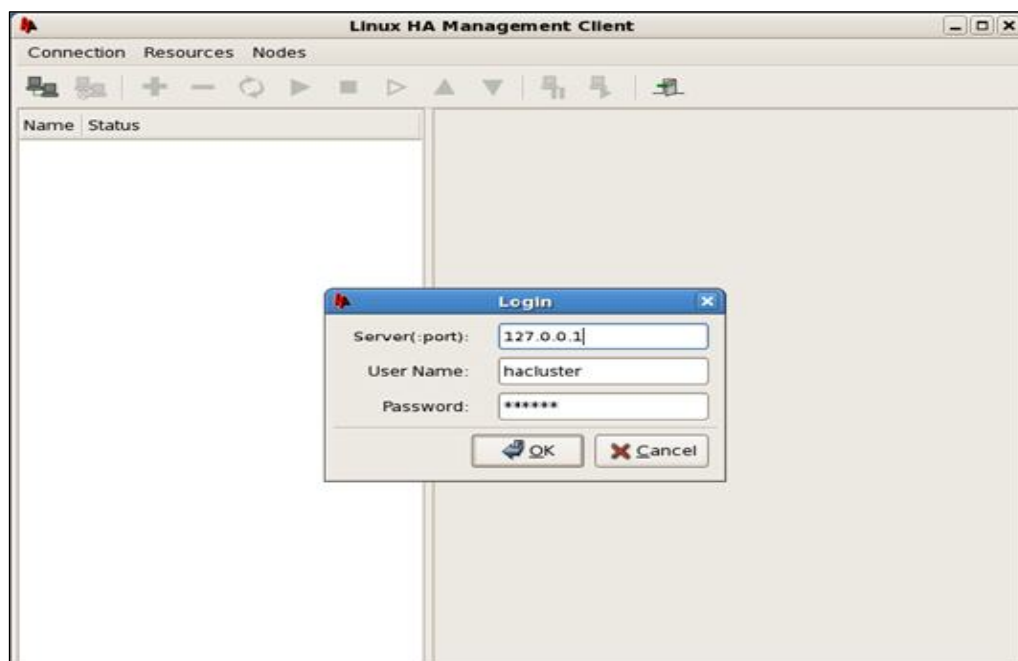 Linux HA Management Client
Connection Resources Nodes
Name Status
Login
Server(:port): 127.0.0.1
User Name: hacluster
Password: ******
OK Cancel